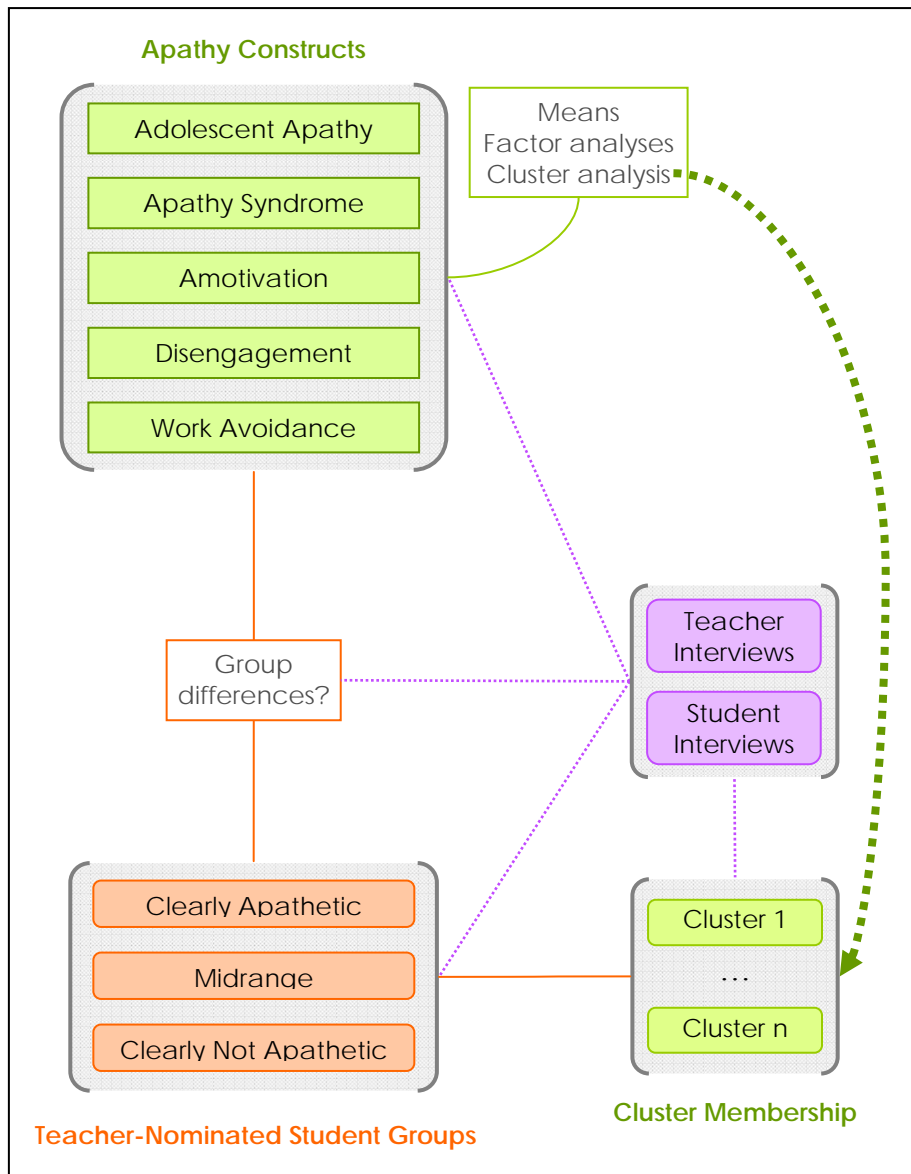 Apathy Constructs
Adolescent Apathy
Apathy Syndrome
Amotivation
Disengagement
Work Avoidance
Means
Factor analyses
Cluster analysis
Group
differences?
Teacher
Interviews
Student
Interviews
Clearly Apathetic
Midrange
Clearly Not Apathetic
Cluster 1
...
Cluster n
Teacher-Nominated Student Groups
Cluster Membership